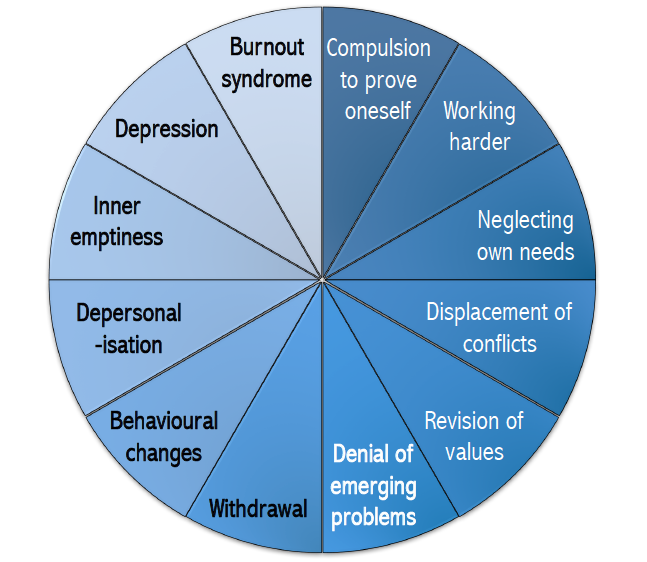 Compulsion
to prove
oneself
Working
harder
Neglecting
own needs
Displacement of
conflicts
Revision of
values
Denial of
emerging
problems
Withdrawal
Behavioural
changes
Depersonal
-isation
Inner
emptiness
Depression
Burnout
syndrome